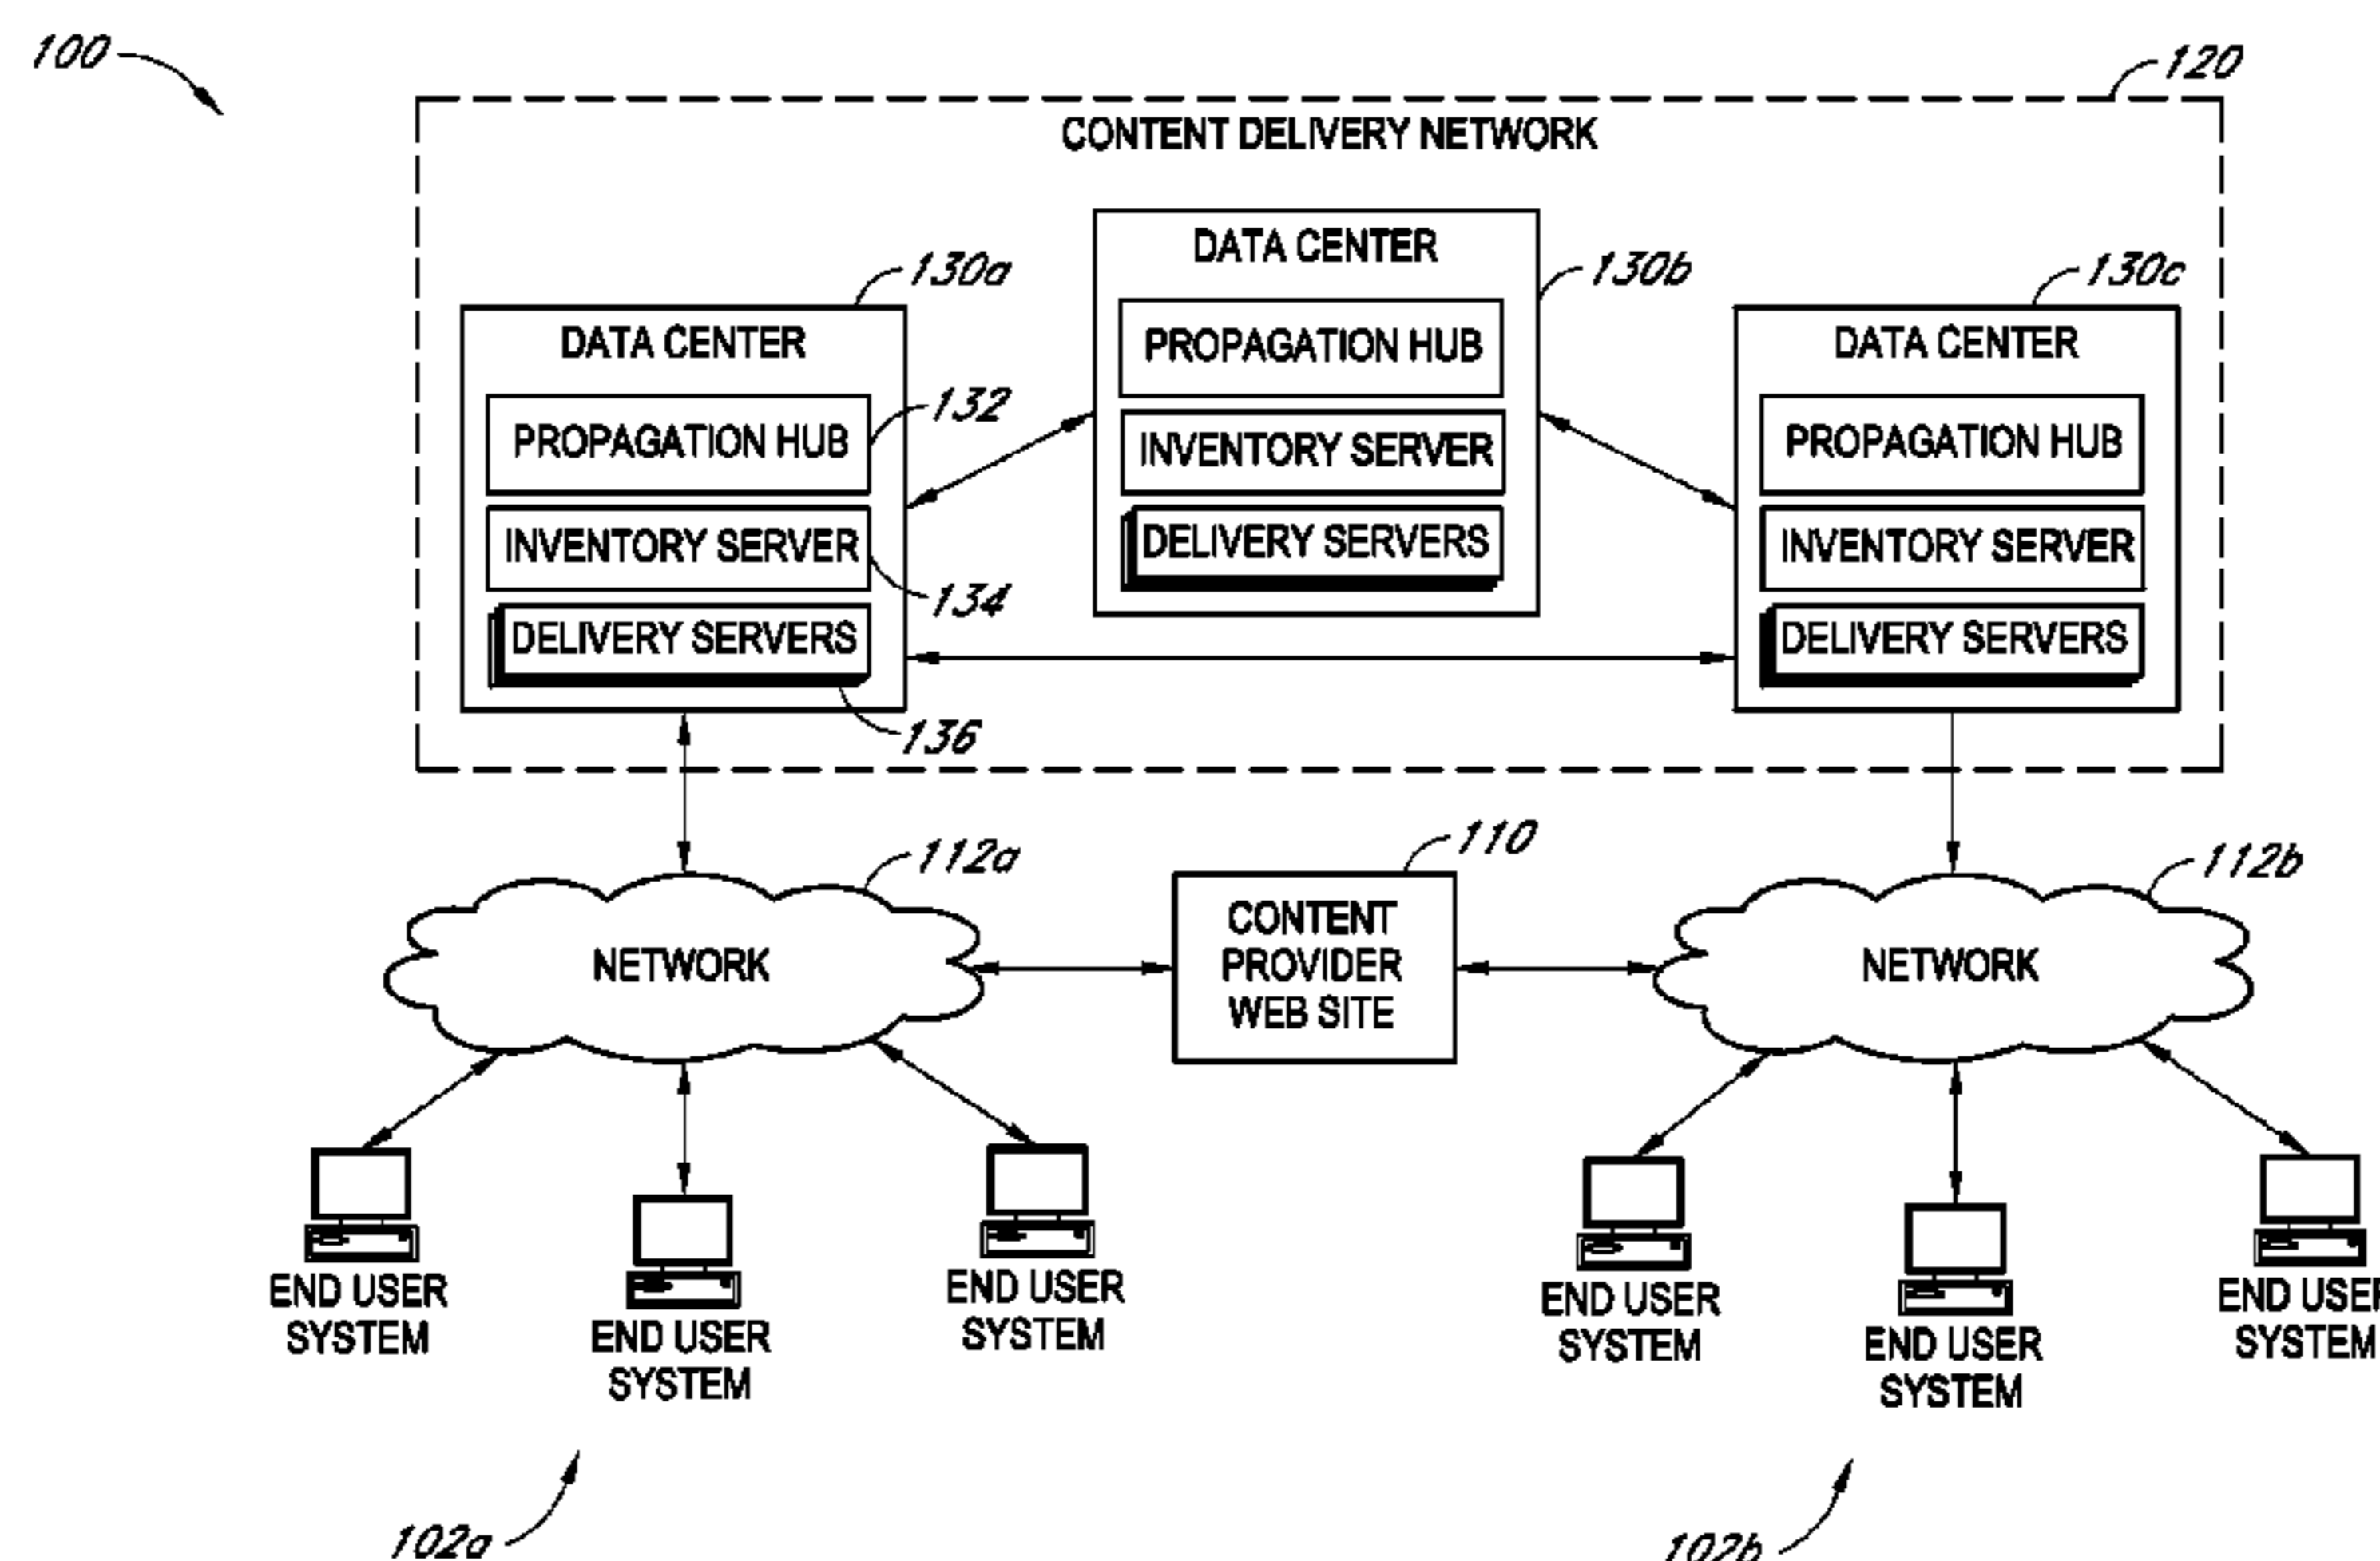 100
120
CONTENT DELIVERY NETWORK
130a
DATA CENTER
PROPAGATION HUB
132
INVENTORY SERVER
134
DELIVERY SERVERS
136
130b
DATA CENTER
PROPAGATION HUB
INVENTORY SERVER
DELIVERY SERVERS
130c
DATA CENTER
PROPAGATION HUB
INVENTORY SERVER
DELIVERY SERVERS
112a
NETWORK
110
CONTENT
PROVIDER
WEB SITE
112b
NETWORK
END USER
SYSTEM
END USER
SYSTEM
END USER
SYSTEM
END USER
SYSTEM
END USER
SYSTEM
END USER
SYSTEM
102a
102b